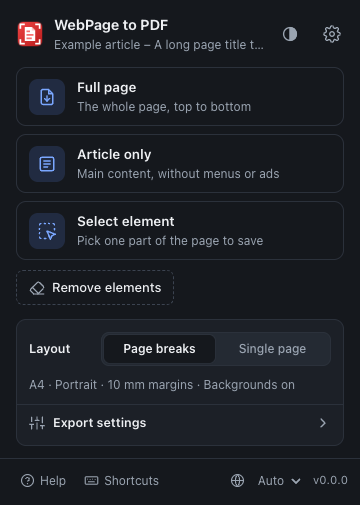 WebPage to PDF
Example article – A long page title t...
Full page
The whole page, top to bottom
Article only
Main content, without menus or ads
Select element
Pick one part of the page to save
Remove elements
Layout
Page breaks
Single page
A4 · Portrait · 10 mm margins · Backgrounds on
Export settings
Help
Shortcuts
Auto
v0.0.0